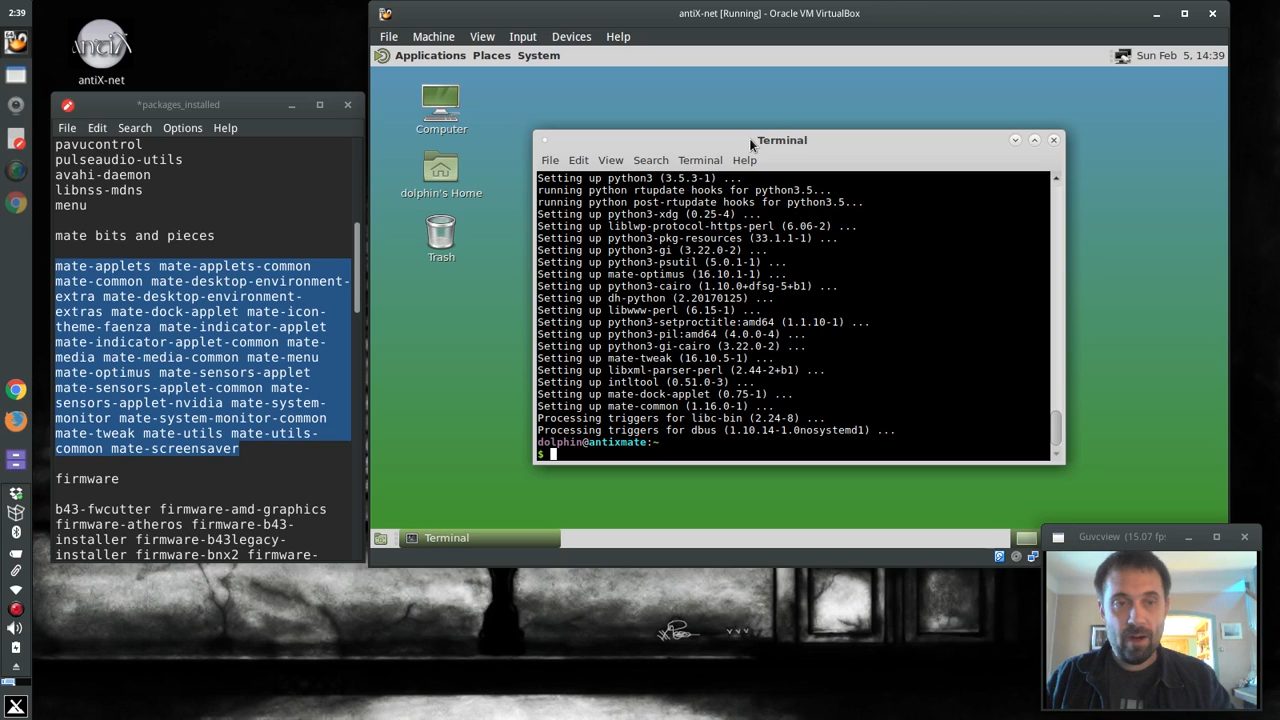 2:39
antiX
antiX-net
*packages_installed
File Edit Search Options Help
pavucontrol
pulseaudio-utils
avahi-daemon
libnss-mdns
menu
mate bits and pieces
mate-applets mate-applets-common
mate-common mate-desktop-environment-
extra mate-desktop-environment-
extras mate-dock-applet mate-icon-
theme-faenza mate-indicator-applet
mate-indicator-applet-common mate-
media mate-media-common mate-menu
mate-optimus mate-sensors-applet
mate-sensors-applet-common mate-
sensors-applet-nvidia mate-system-
monitor mate-system-monitor-common
mate-tweak mate-utils mate-utils-
common mate-screensaver
firmware
b43-fwcutter firmware-amd-graphics
firmware-atheros firmware-b43-
installer firmware-b43legacy-
installer firmware-bnx2 firmware-
antiX-net [Running] - Oracle VM VirtualBox
File Machine View Input Devices Help
Applications Places System
Sun Feb 5, 14:39
Computer
dolphin's Home
Trash
Terminal
File Edit View Search Terminal Help
Setting up python3 (3.5.3-1) ...
running python rtupdate hooks for python3.5...
running python post-rtupdate hooks for python3.5...
Setting up python3-xdg (0.25-4) ...
Setting up liblwp-protocol-https-perl (6.06-2) ...
Setting up python3-pkg-resources (33.1.1-1) ...
Setting up python3-gi (3.22.0-2) ...
Setting up python3-psutil (5.0.1-1) ...
Setting up mate-optimus (16.10.1-1) ...
Setting up python3-cairo (1.10.0+dfsg-5+b1) ...
Setting up dh-python (2.20170125) ...
Setting up libwww-perl (6.15-1) ...
Setting up python3-setproctitle:amd64 (1.1.10-1) ...
Setting up python3-pil:amd64 (4.0.0-4) ...
Setting up python3-gi-cairo (3.22.0-2) ...
Setting up mate-tweak (16.10.5-1) ...
Setting up libxml-parser-perl (2.44-2+b1) ...
Setting up intltool (0.51.0-3) ...
Setting up mate-dock-applet (0.75-1) ...
Setting up mate-common (1.16.0-1) ...
Processing triggers for libc-bin (2.24-8) ...
Processing triggers for dbus (1.10.14-1.0nosystemd1) ...
dolphin@antixmate:~
$
Terminal
Guvcview (15.07 fps